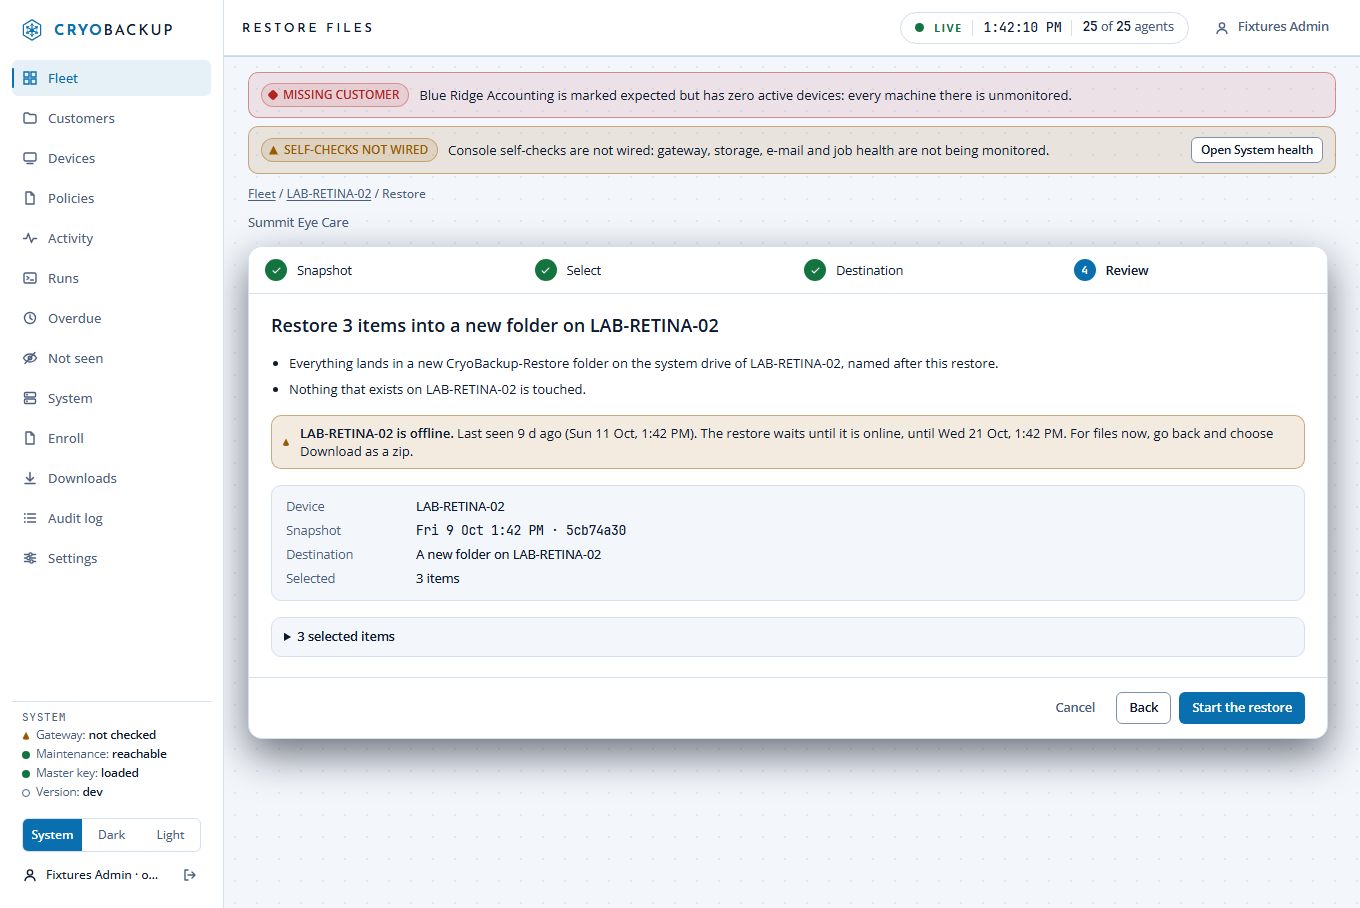 CRYOBACKUP
RESTORE FILES
LIVE
1:42:10 PM
25 of 25 agents
Fixtures Admin
Fleet
Customers
Devices
Policies
Activity
Runs
Overdue
Not seen
System
Enroll
Downloads
Audit log
Settings
MISSING CUSTOMER
Blue Ridge Accounting is marked expected but has zero active devices: every machine there is unmonitored.
SELF-CHECKS NOT WIRED
Console self-checks are not wired: gateway, storage, e-mail and job health are not being monitored.
Open System health
Fleet / LAB-RETINA-02 / Restore
Summit Eye Care
Snapshot
Select
Destination
4 Review
Restore 3 items into a new folder on LAB-RETINA-02
Everything lands in a new CryoBackup-Restore folder on the system drive of LAB-RETINA-02, named after this restore.
Nothing that exists on LAB-RETINA-02 is touched.
LAB-RETINA-02 is offline. Last seen 9 d ago (Sun 11 Oct, 1:42 PM). The restore waits until it is online, until Wed 21 Oct, 1:42 PM. For files now, go back and choose
Download as a zip.
Device LAB-RETINA-02
Snapshot Fri 9 Oct 1:42 PM · 5cb74a30
Destination A new folder on LAB-RETINA-02
Selected 3 items
3 selected items
Cancel
Back
Start the restore
SYSTEM
Gateway: not checked
Maintenance: reachable
Master key: loaded
Version: dev
System
Dark
Light
Fixtures Admin · o...